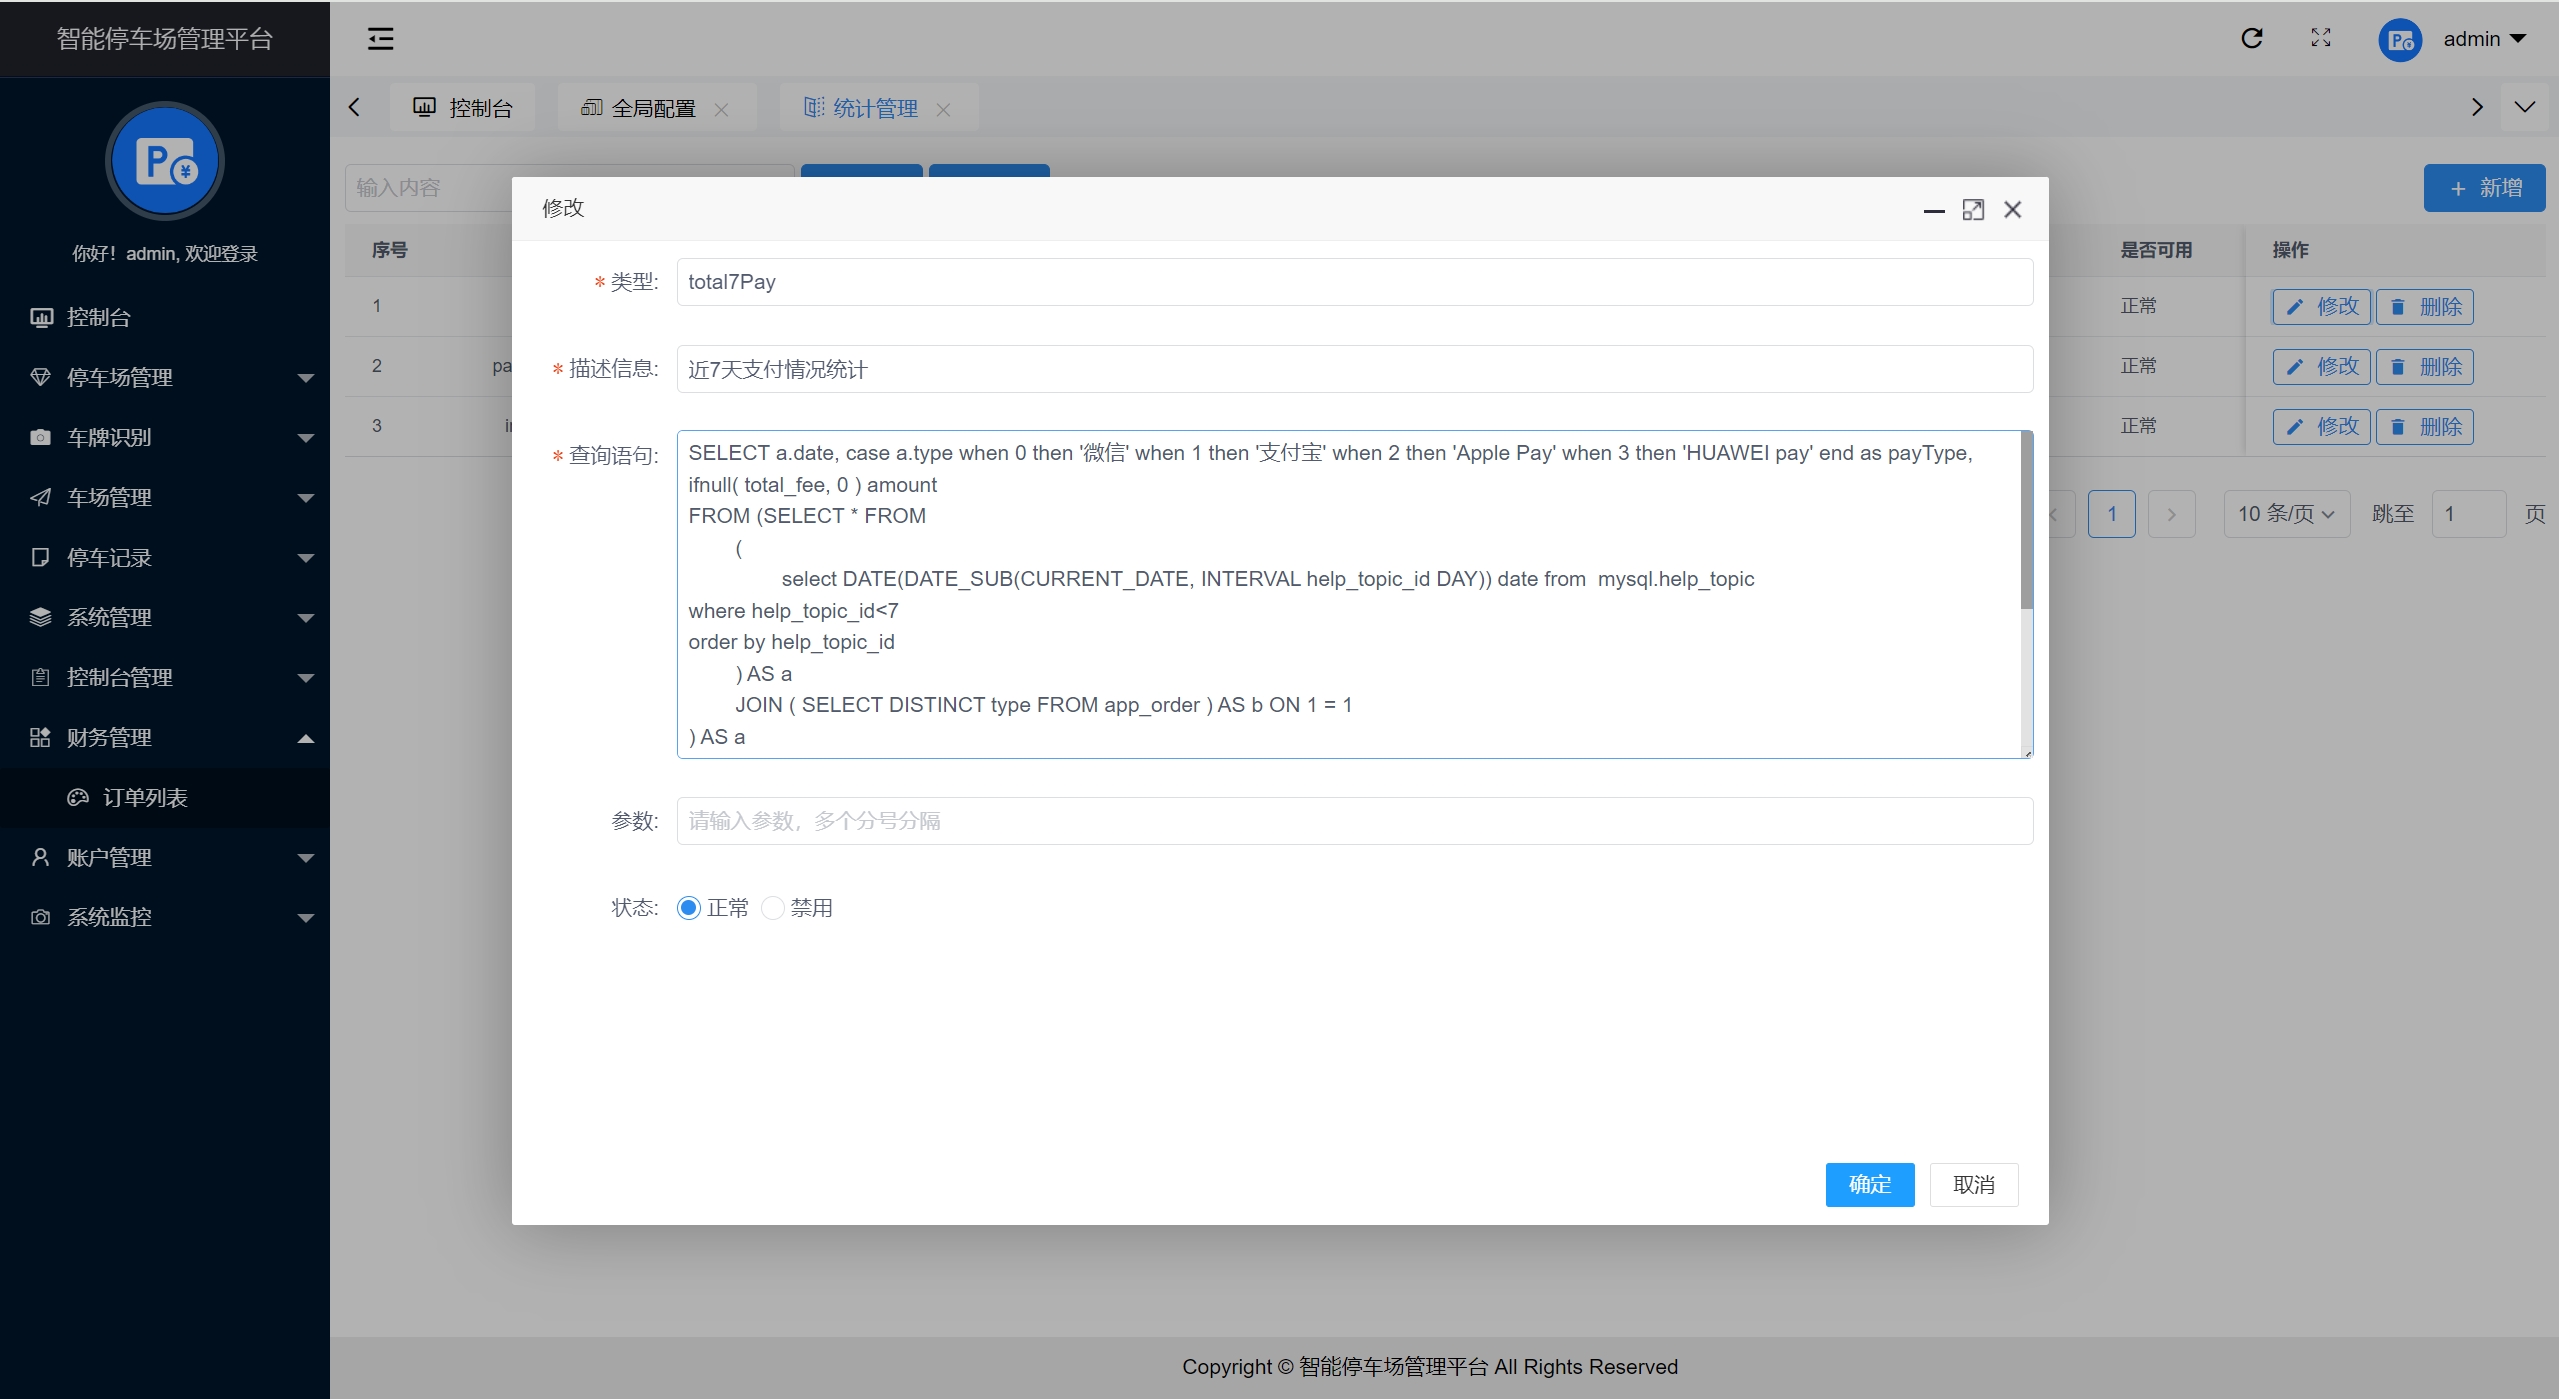 智能停车场管理平台
admin
控制台
全局配置
统计管理
输入内容
新增
你好！admin, 欢迎登录
控制台
停车场管理
车牌识别
车场管理
停车记录
系统管理
控制台管理
财务管理
订单列表
账户管理
系统监控
序号
是否可用
操作
1
正常
修改
删除
2
pa
正常
修改
删除
3
正常
修改
删除
1
10 条/页
跳至
1
页
修改
* 类型:
total7Pay
* 描述信息:
近7天支付情况统计
* 查询语句:
SELECT a.date, case a.type when 0 then '微信' when 1 then '支付宝' when 2 then 'Apple Pay' when 3 then 'HUAWEI pay' end as payType,
ifnull( total_fee, 0 ) amount
FROM (SELECT * FROM
(
select DATE(DATE_SUB(CURRENT_DATE, INTERVAL help_topic_id DAY)) date from mysql.help_topic
where help_topic_id<7
order by help_topic_id
) AS a
JOIN ( SELECT DISTINCT type FROM app_order ) AS b ON 1 = 1
) AS a
参数:
请输入参数，多个分号分隔
状态:
正常
禁用
确定
取消
Copyright © 智能停车场管理平台 All Rights Reserved